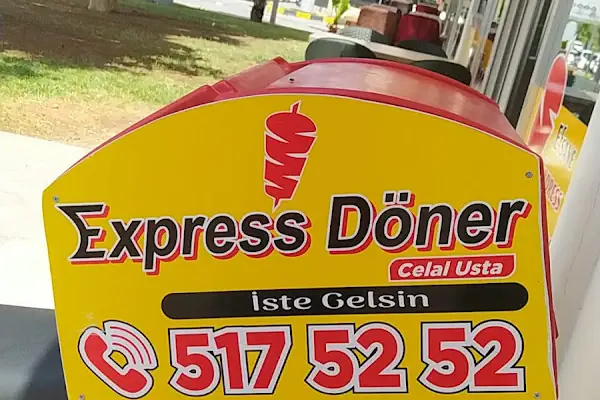 Express Döner
Celal Usta
İste Gelsin
517 52 52